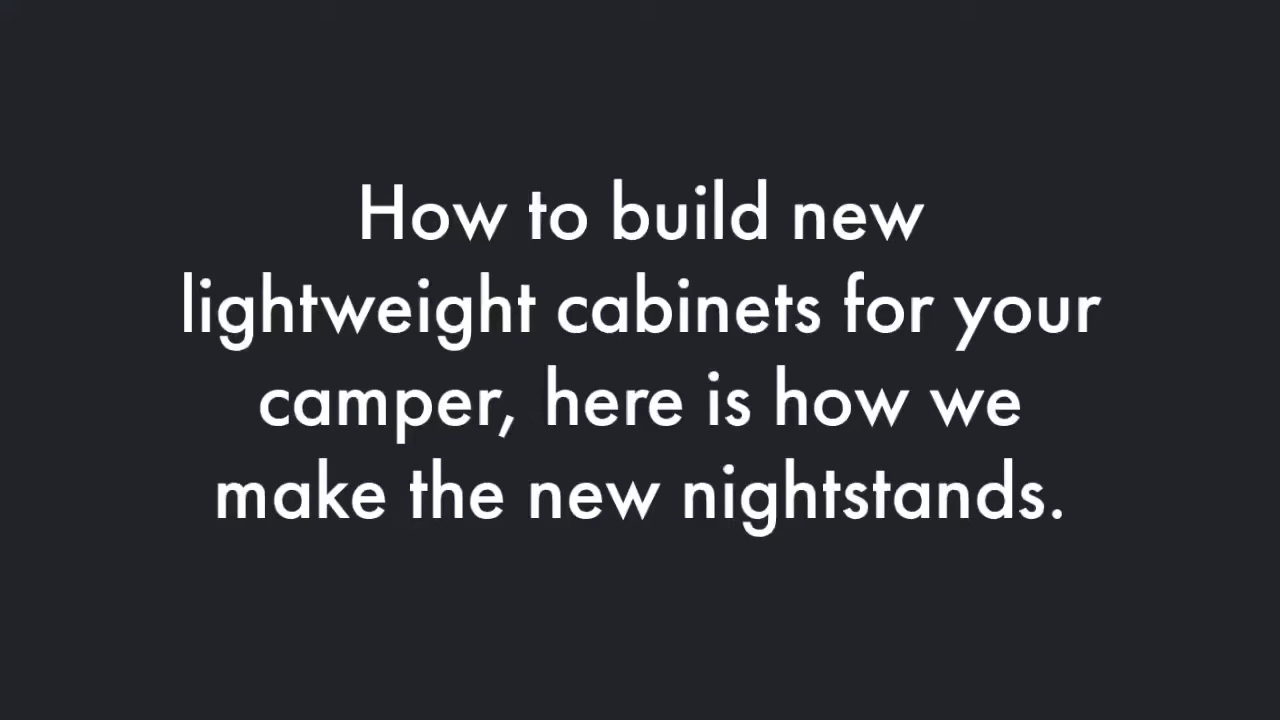 How to build new
lightweight cabinets for your
camper, here is how we
make the new nightstands.